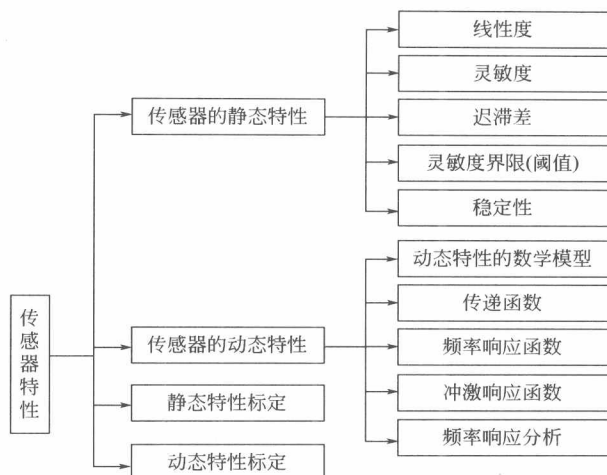 传感器特性
传感器的静态特性
线性度
灵敏度
迟滞差
灵敏度界限(阈值)
稳定性
传感器的动态特性
动态特性的数学模型
传递函数
频率响应函数
冲激响应函数
频率响应分析
静态特性标定
动态特性标定